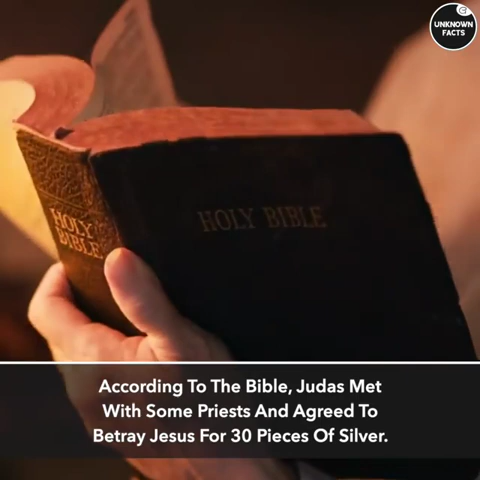 UNKNOWN
FACTS
HOLY BIBLE
HOLY
BIBLE
According To The Bible, Judas Met
With Some Priests And Agreed To
Betray Jesus For 30 Pieces Of Silver.